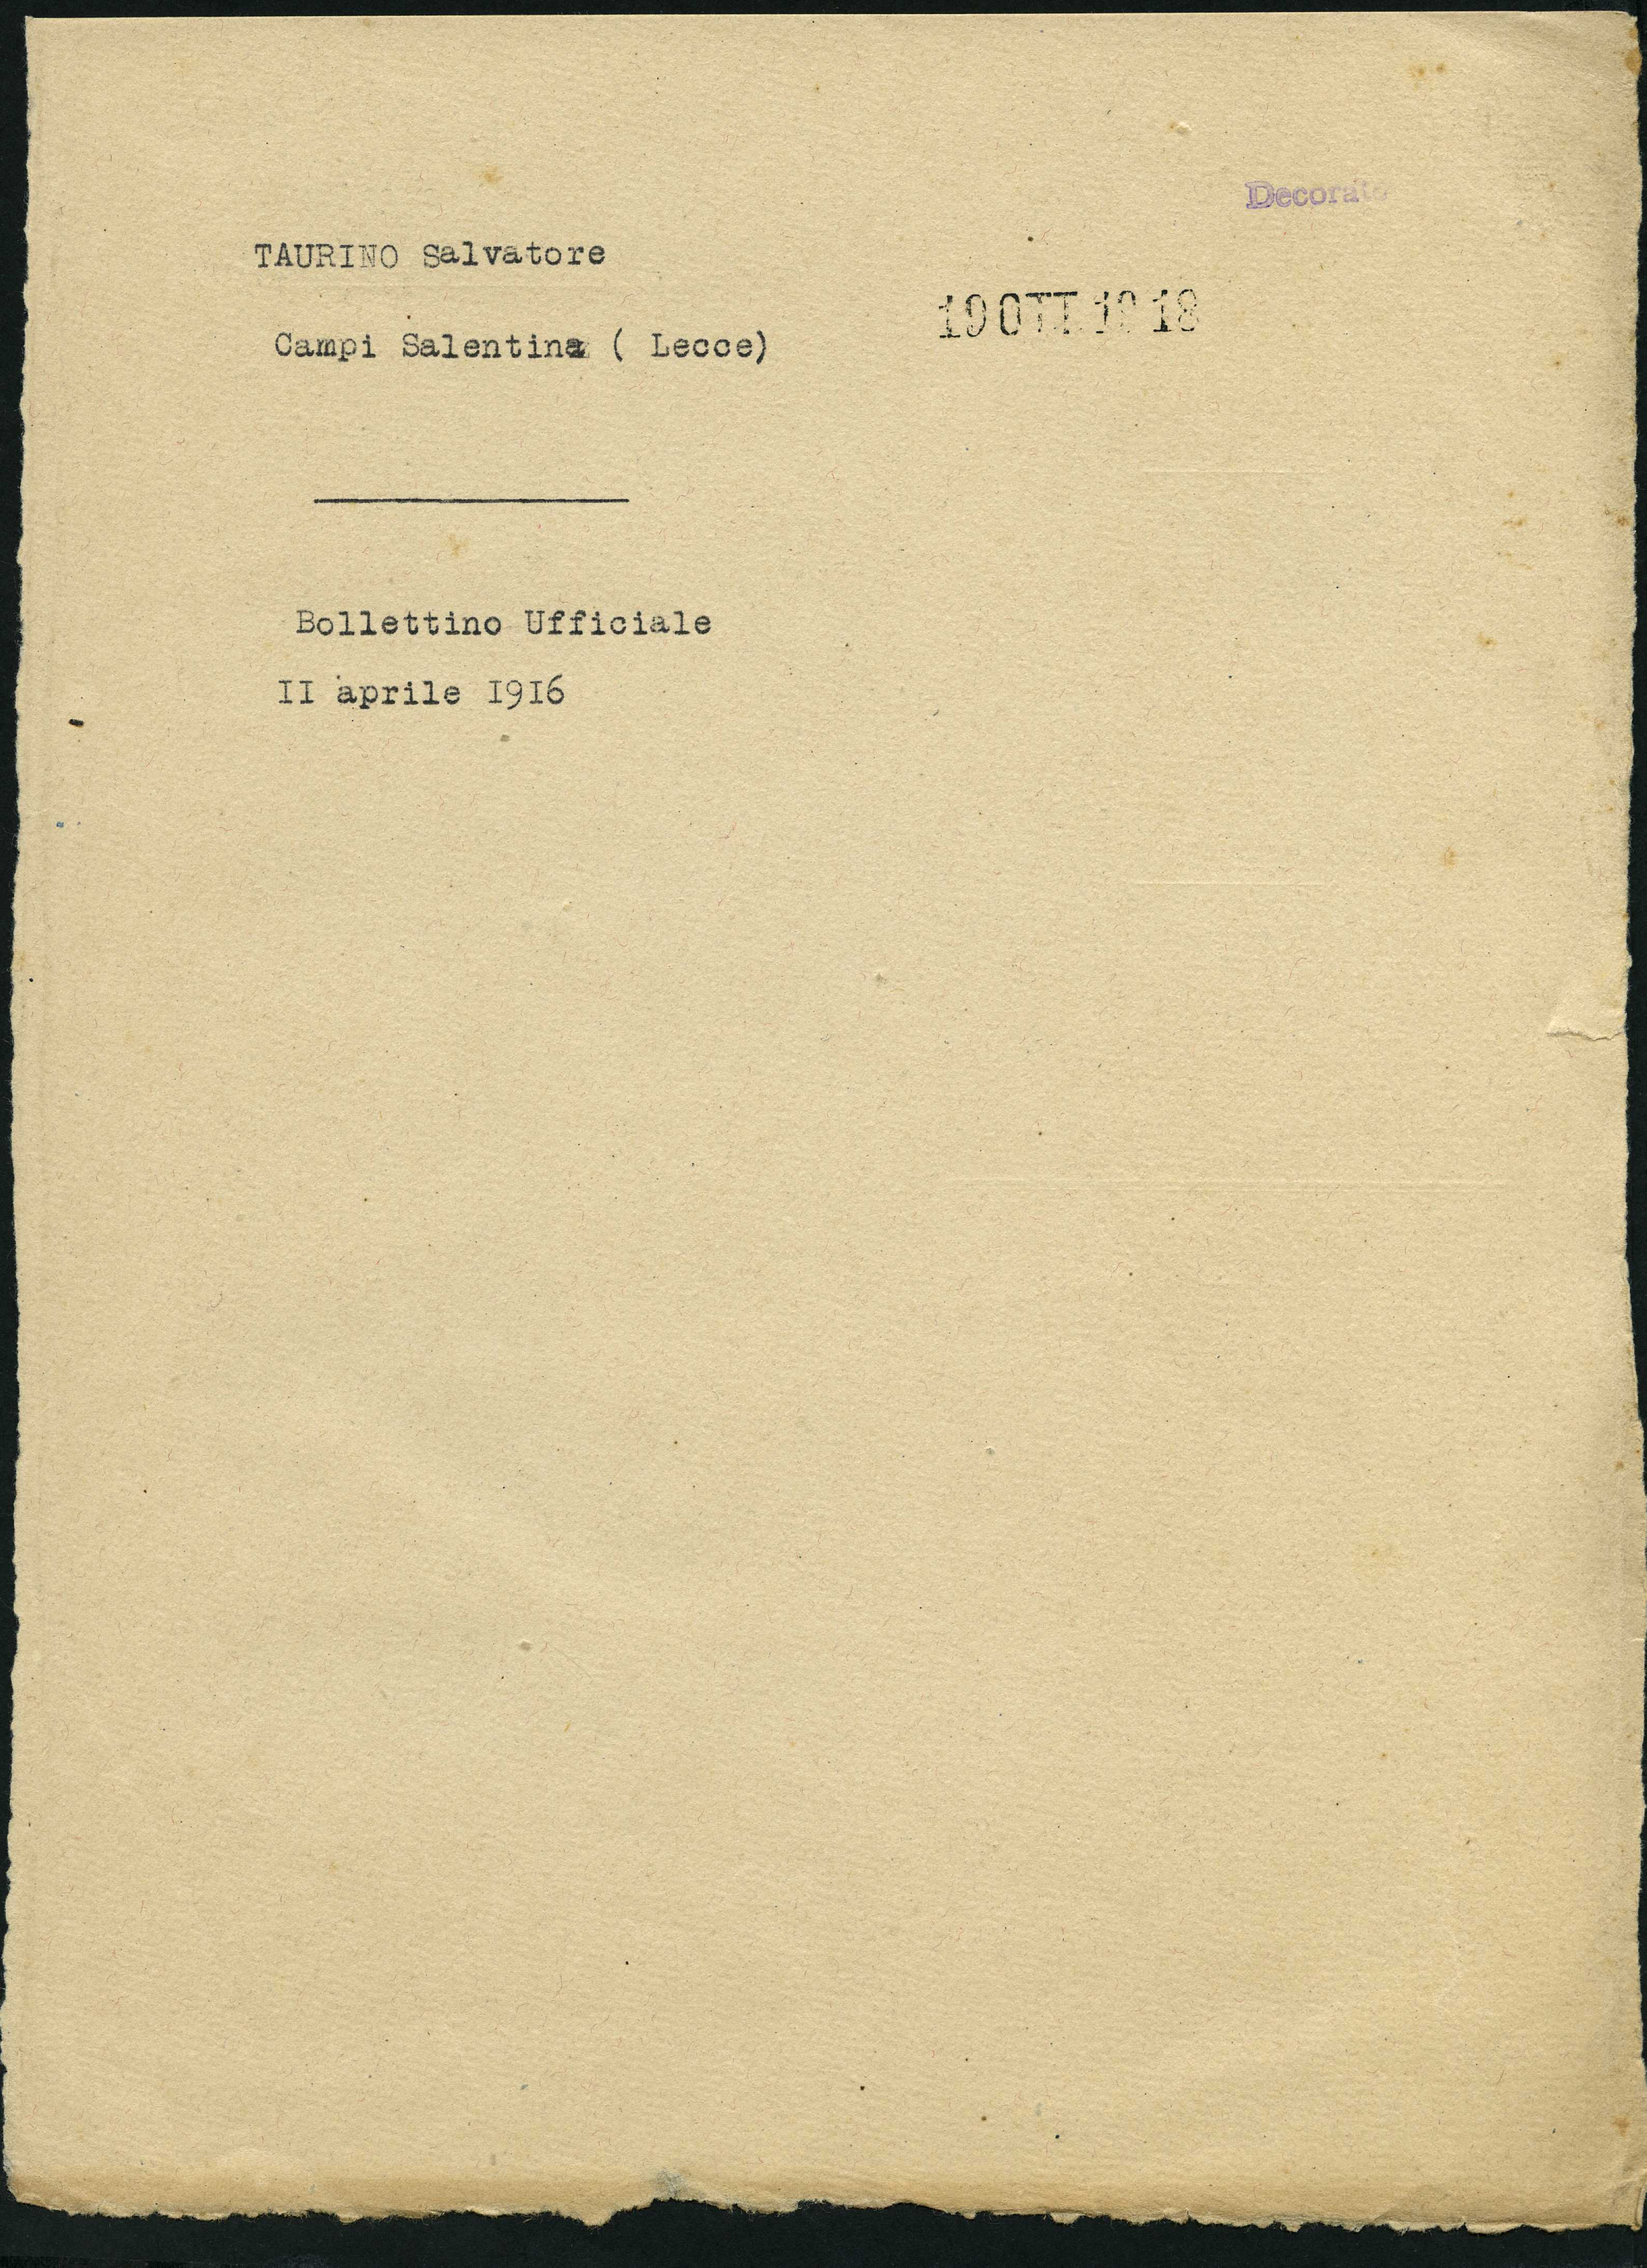 Decorato
TAURINO Salvatore
19 OTT. 1918
Campi Salentina ( Lecce)
Bollettino Ufficiale
II aprile 1916